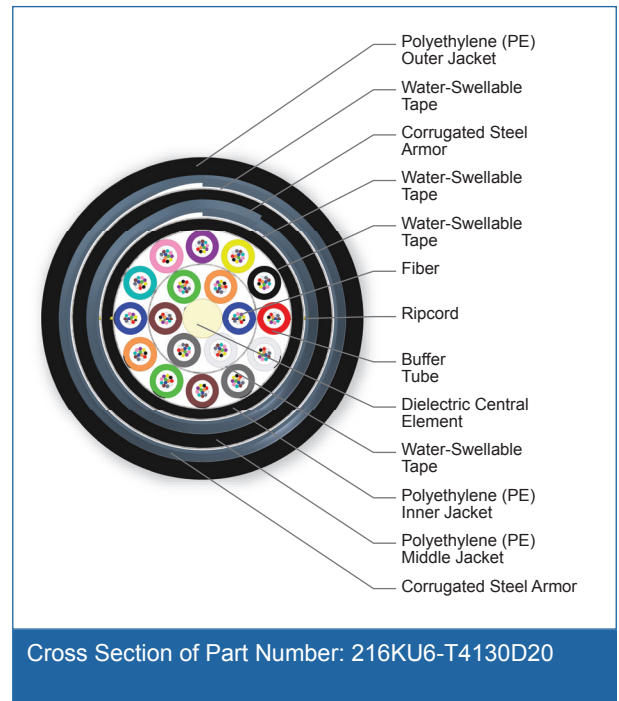 Polyethylene (PE)
Outer Jacket
Water-Swellable
Tape
Corrugated Steel
Armor
Water-Swellable
Tape
Water-Swellable
Tape
Fiber
Ripcord
Buffer
Tube
Dielectric Central
Element
Water-Swellable
Tape
Polyethylene (PE)
Inner Jacket
Polyethylene (PE)
Middle Jacket
Corrugated Steel Armor
Cross Section of Part Number: 216KU6-T4130D20